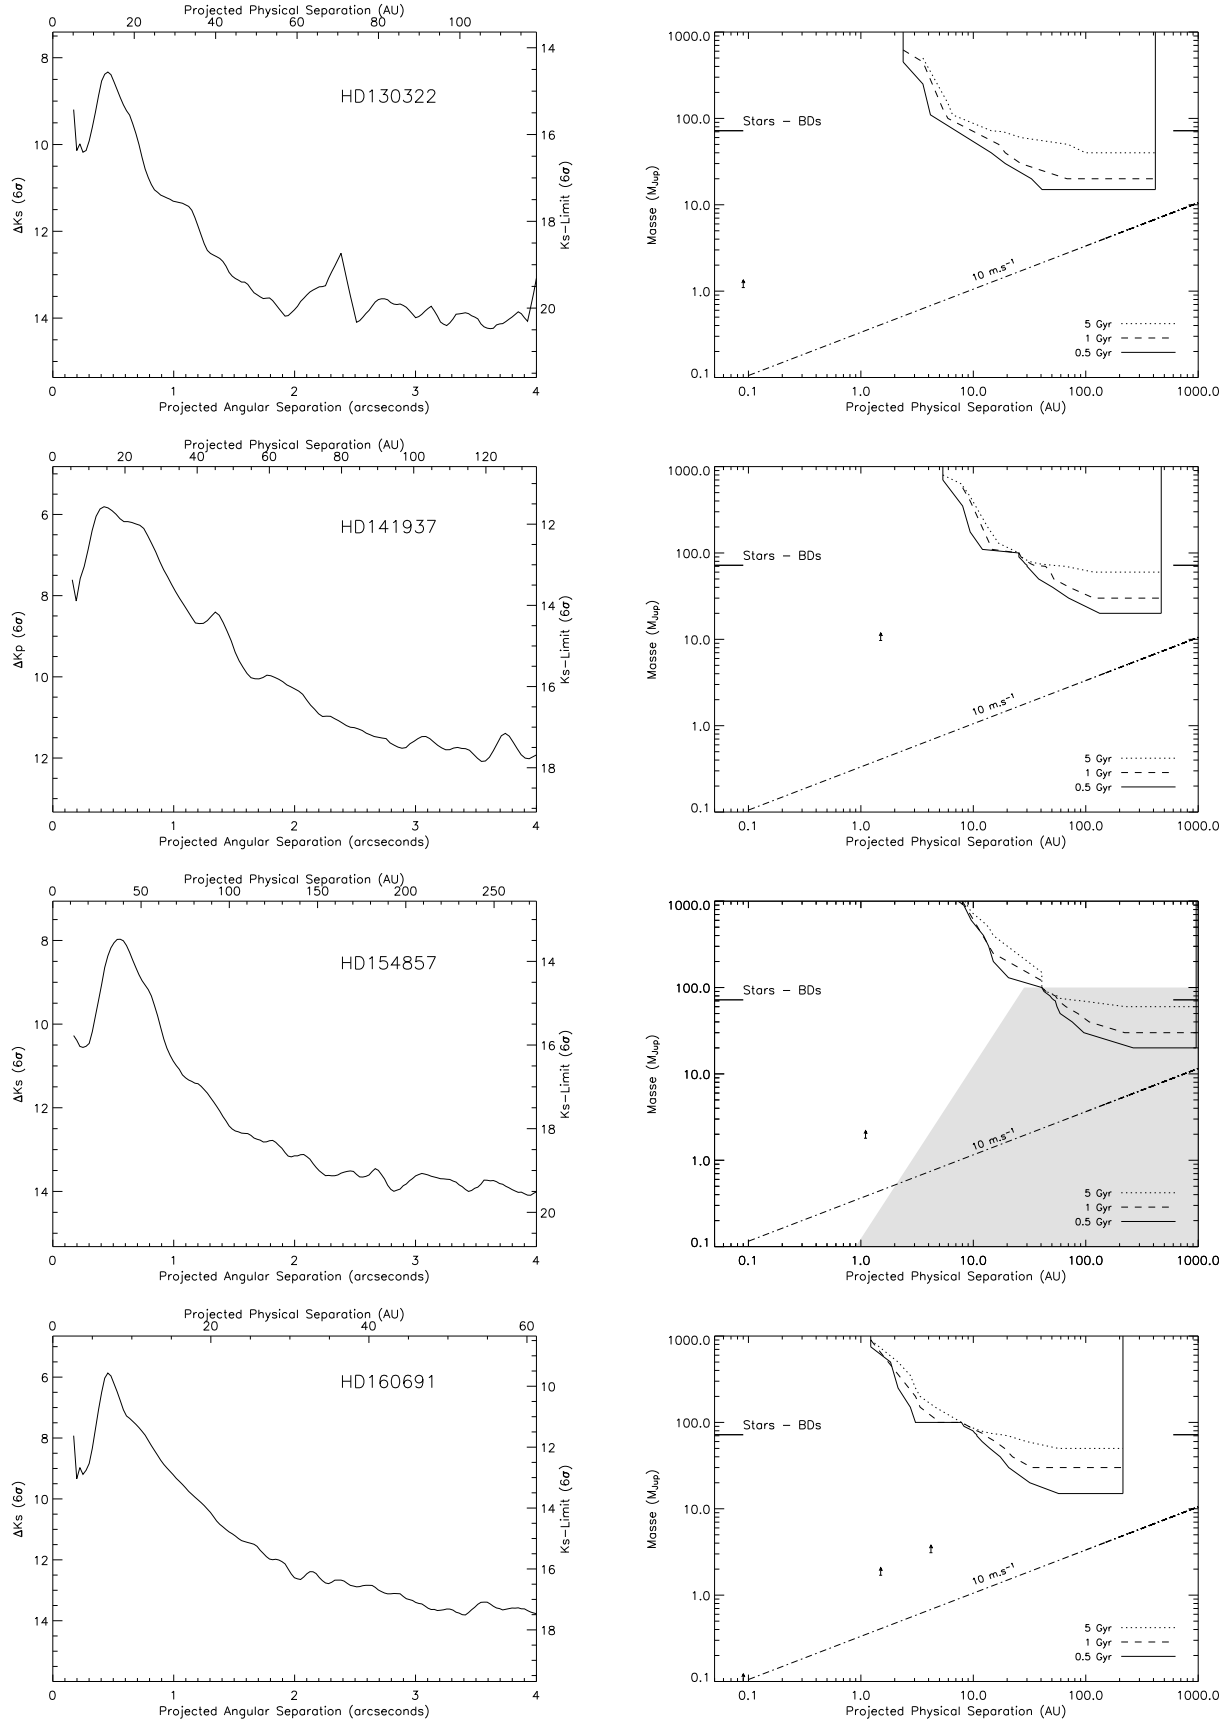 Projected Physical Separation (AU)
0 20 40 60 80 100
8 10 12 14
ΔKs (6σ)
HD130322
14 16 18 20
Ks-Limit (6σ)
0 1 2 3 4
Projected Angular Separation (arcseconds)
1000.0
100.0
10.0
1.0
0.1
Masse (MJup)
Stars - BDs
10 m.s⁻¹
5 Gyr
1 Gyr
0.5 Gyr
0.1 1.0 10.0 100.0 1000.0
Projected Physical Separation (AU)
Projected Physical Separation (AU)
0 20 40 60 80 100 120
6 8 10 12
ΔKp (6σ)
HD141937
12 14 16 18
Ks-Limit (6σ)
0 1 2 3 4
Projected Angular Separation (arcseconds)
1000.0
100.0
10.0
1.0
0.1
Masse (MJup)
Stars - BDs
10 m.s⁻¹
5 Gyr
1 Gyr
0.5 Gyr
0.1 1.0 10.0 100.0 1000.0
Projected Physical Separation (AU)
Projected Physical Separation (AU)
0 50 100 150 200 250
8 10 12 14
ΔKs (6σ)
HD154857
14 16 18 20
Ks-Limit (6σ)
0 1 2 3 4
Projected Angular Separation (arcseconds)
1000.0
100.0
10.0
1.0
0.1
Masse (MJup)
Stars - BDs
10 m.s⁻¹
5 Gyr
1 Gyr
0.5 Gyr
0.1 1.0 10.0 100.0 1000.0
Projected Physical Separation (AU)
Projected Physical Separation (AU)
0 20 40 60
6 8 10 12 14
ΔKs (6σ)
HD160691
10 12 14 16 18
Ks-Limit (6σ)
0 1 2 3 4
Projected Angular Separation (arcseconds)
1000.0
100.0
10.0
1.0
0.1
Masse (MJup)
Stars - BDs
10 m.s⁻¹
5 Gyr
1 Gyr
0.5 Gyr
0.1 1.0 10.0 100.0 1000.0
Projected Physical Separation (AU)